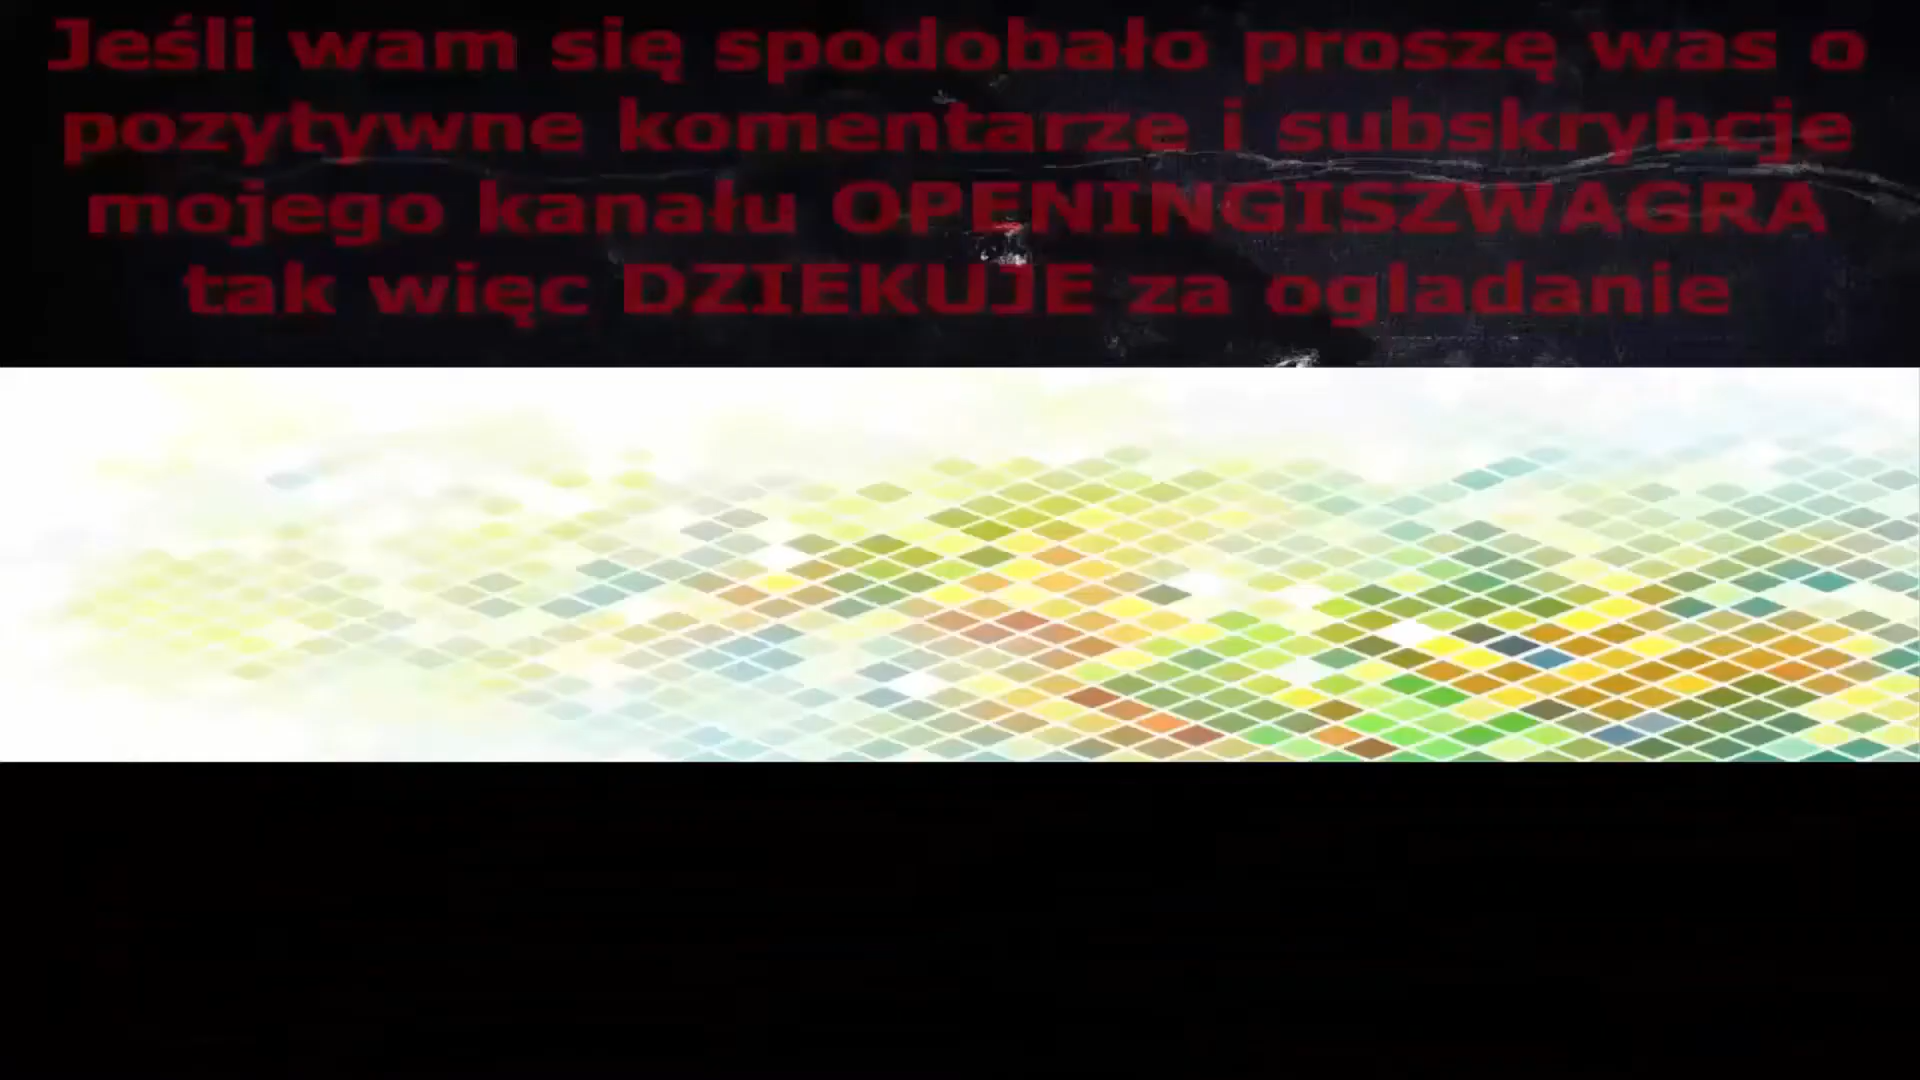 Jeśli wam się spodobało proszę was o
pozytywne komentarze i subskrybcje
mojego kanału OPENINGISZWAGRA
tak więc DZIEKUJE za ogladanie